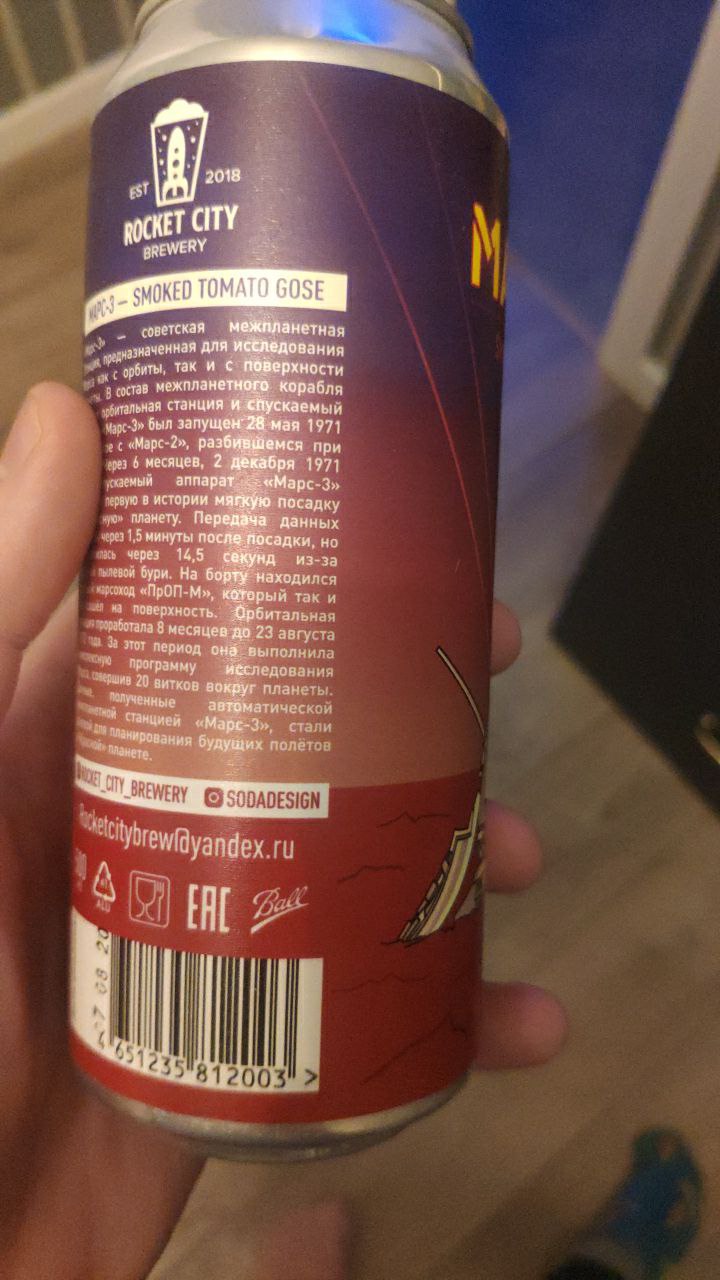 EST 2018
ROCKET CITY
BREWERY
МАРС-3 — SMOKED TOMATO GOSE
— советская межпланетная
предназначенная для исследования
как с орбиты, так и с поверхности
В состав межпланетного корабля
орбитальная станция и спускаемый
«Марс-3» был запущен 28 мая 1971
с «Марс-2», разбившемся при
через 6 месяцев, 2 декабря 1971
аппарат «Марс-3»
первую в истории мягкую посадку
планету. Передача данных
через 1,5 минуты после посадки, но
через 14,5 секунд из-за
пылевой бури. На борту находился
марсоход «ПрОП-М», который так и
на поверхность. Орбитальная
проработала 8 месяцев до 23 августа
года. За этот период она выполнила
программу исследования
совершив 20 витков вокруг планеты.
полученные автоматической
станцией «Марс-3», стали
для планирования будущих полётов
планете.
ROCKET_CITY_BREWERY SODADESIGN
Rocketcitybrew@yandex.ru
ALU
EAC
Ball
4 651235 812003 >